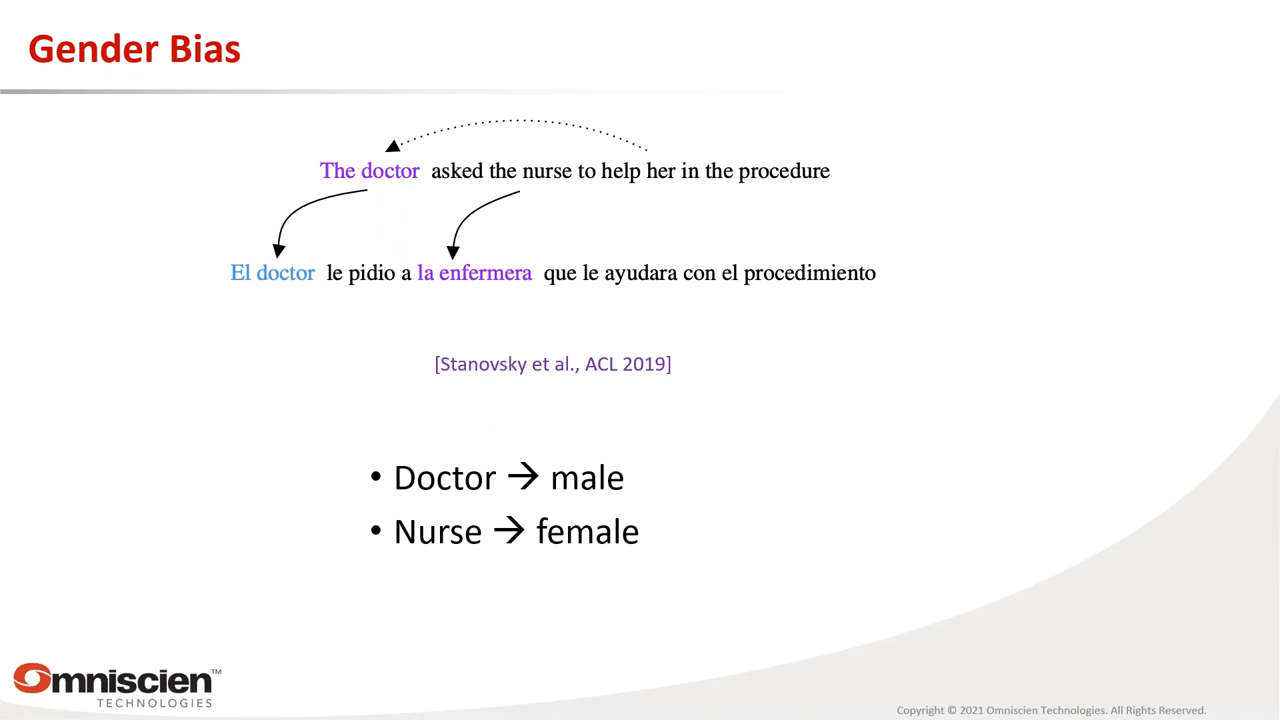 Gender Bias
The doctor asked the nurse to help her in the procedure
El doctor le pidio a la enfermera que le ayudara con el procedimiento
[Stanovsky et al., ACL 2019]
• Doctor → male
• Nurse → female
Omniscien™
TECHNOLOGIES
Copyright © 2021 Omniscien Technologies. All Rights Reserved.